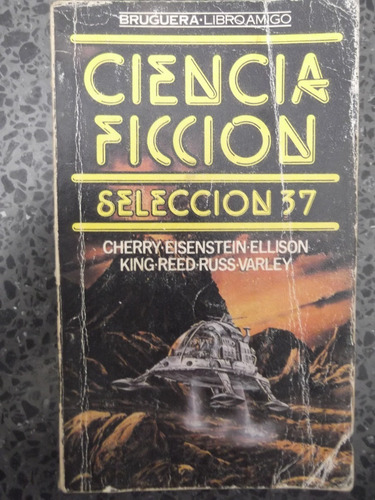 BRUGUERA·LIBRO AMIGO
CIENCIA
FICCION
SELECCION 37
CHERRY·EISENSTEIN·ELLISON
KING·REED·RUSS·VARLEY